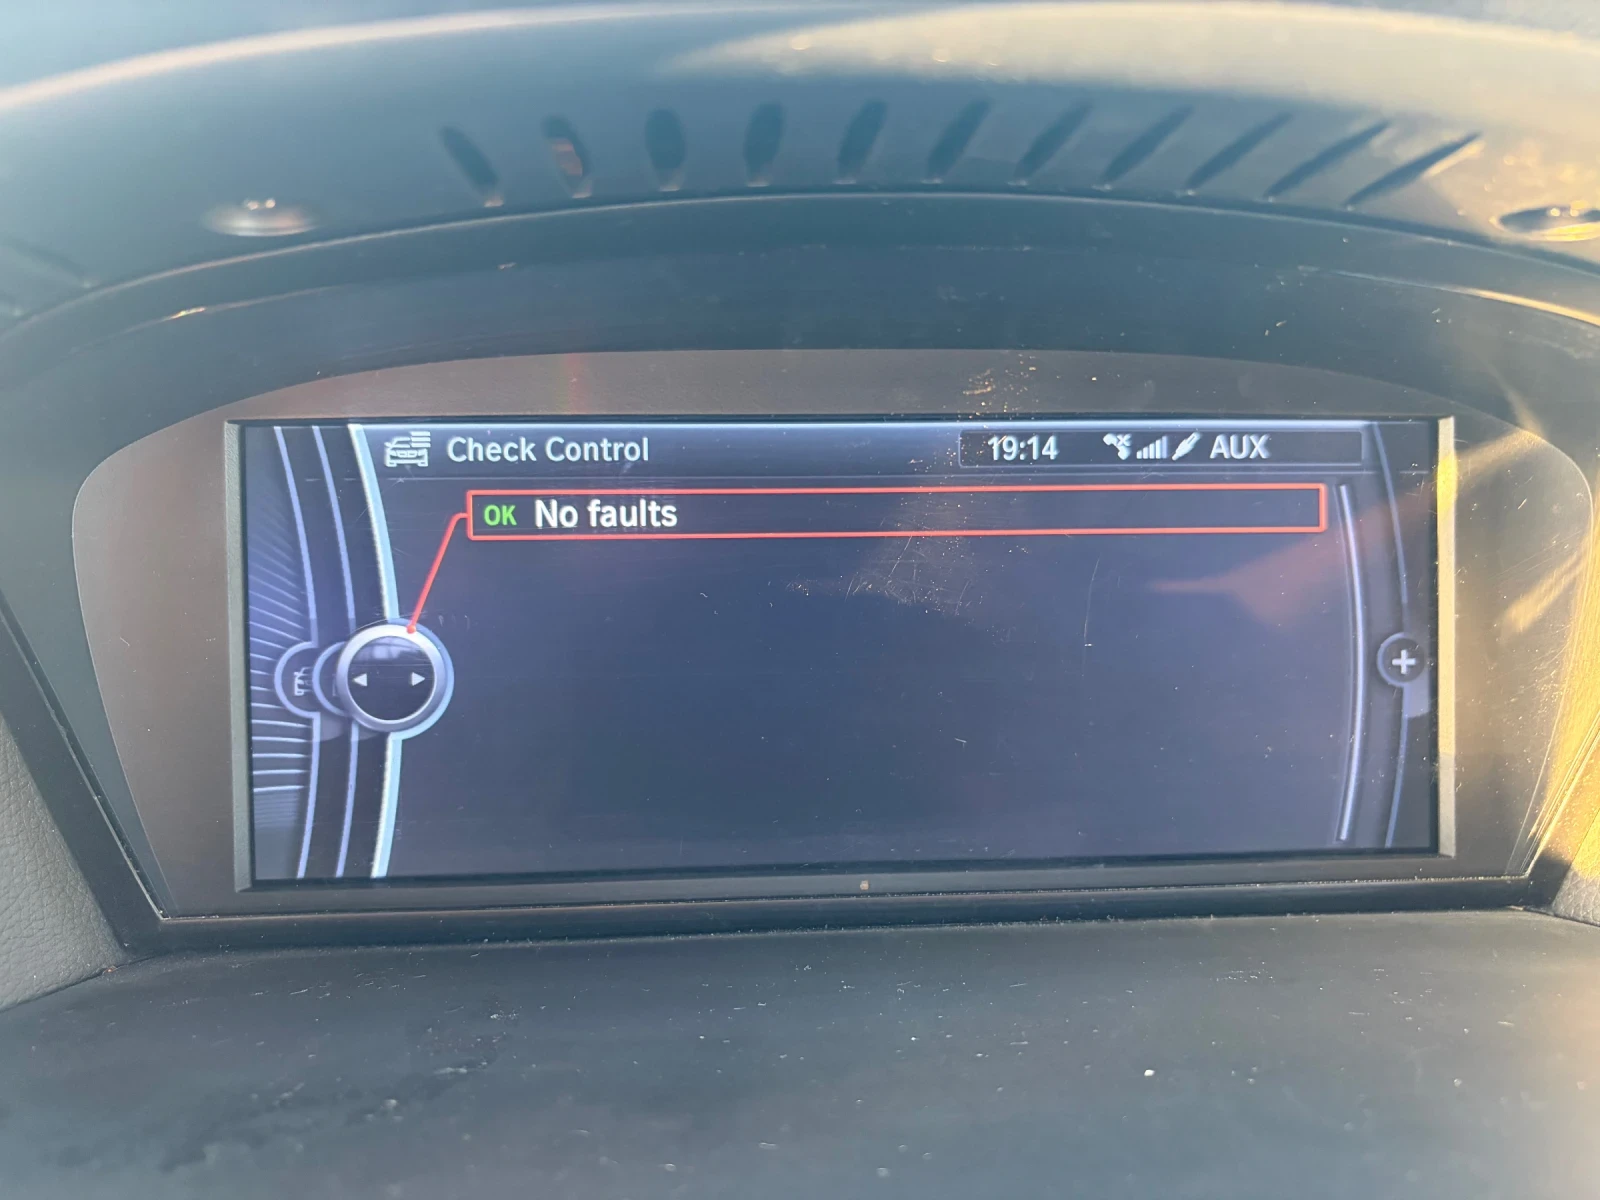 Check Control
19:14 AUX
OK No faults